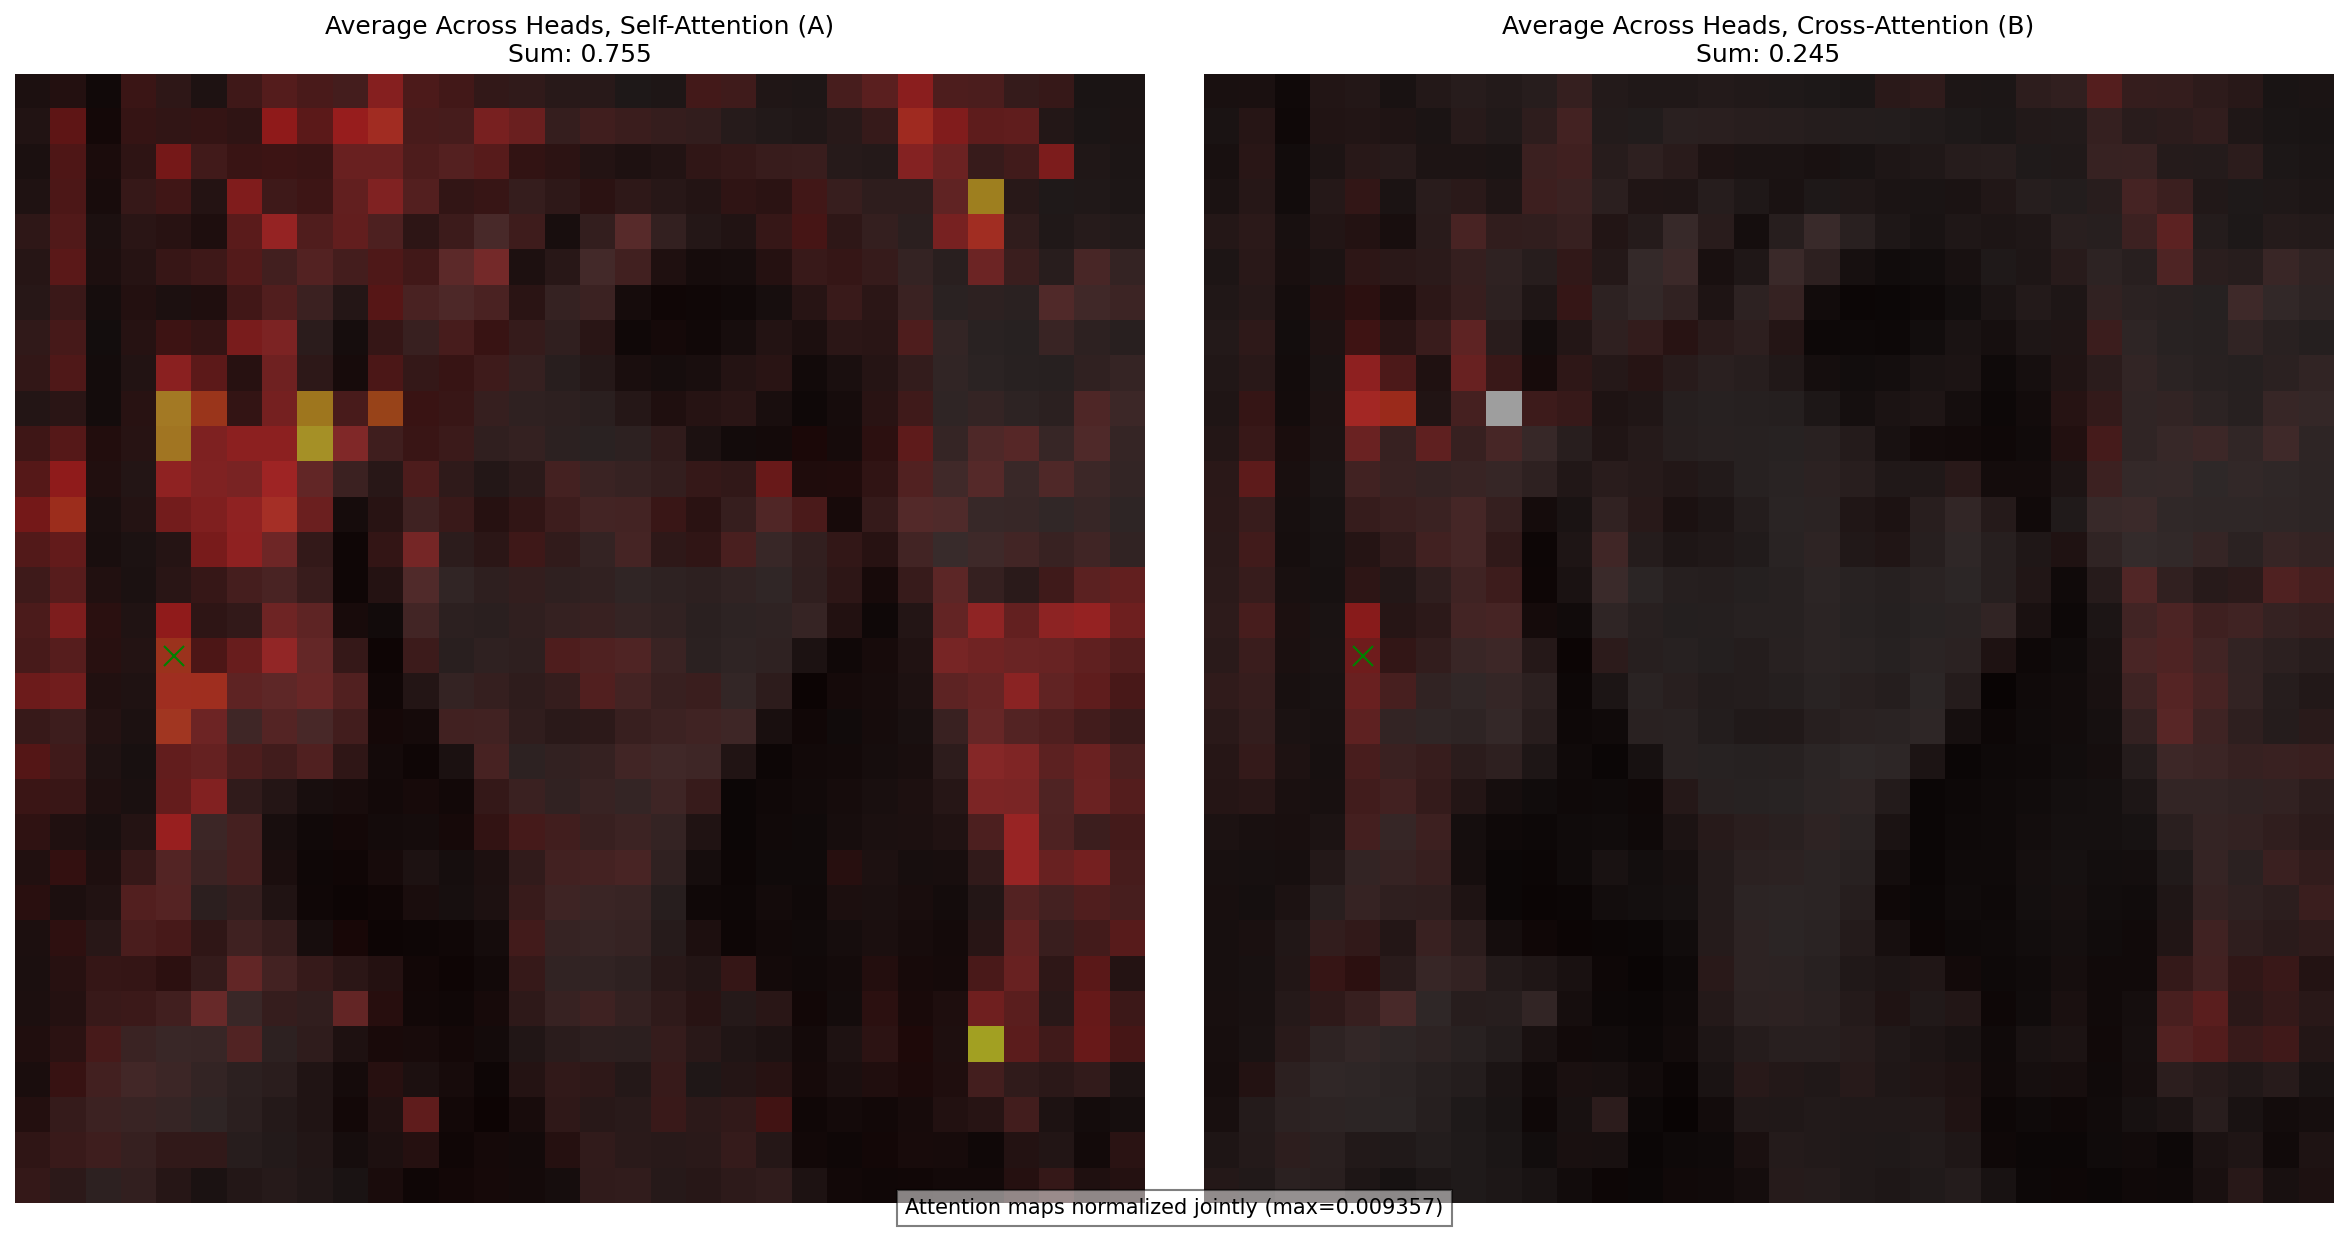 Average Across Heads, Self-Attention (A)
Sum: 0.755
Average Across Heads, Cross-Attention (B)
Sum: 0.245
Attention maps normalized jointly (max=0.009357)